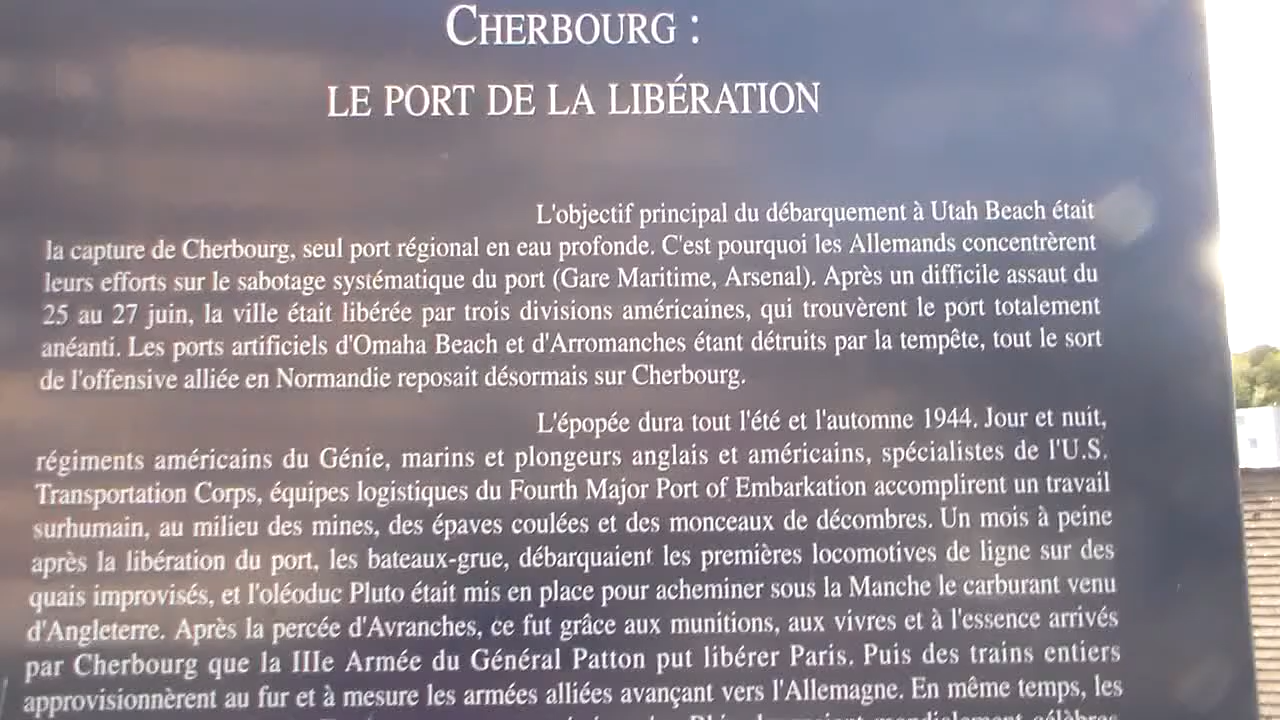 CHERBOURG :
LE PORT DE LA LIBÉRATION
L'objectif principal du débarquement à Utah Beach était
la capture de Cherbourg, seul port régional en eau profonde. C'est pourquoi les Allemands concentrèrent
leurs efforts sur le sabotage systématique du port (Gare Maritime, Arsenal). Après un difficile assaut du
25 au 27 juin, la ville était libérée par trois divisions américaines, qui trouvèrent le port totalement
anéanti. Les ports artificiels d'Omaha Beach et d'Arromanches étant détruits par la tempête, tout le sort
de l'offensive alliée en Normandie reposait désormais sur Cherbourg.
L'épopée dura tout l'été et l'automne 1944. Jour et nuit,
régiments américains du Génie, marins et plongeurs anglais et américains, spécialistes de l'U.S.
Transportation Corps, équipes logistiques du Fourth Major Port of Embarkation accomplirent un travail
surhumain, au milieu des mines, des épaves coulées et des monceaux de décombres. Un mois à peine
après la libération du port, les bateaux-grue, débarquaient les premières locomotives de ligne sur des
quais improvisés, et l'oléoduc Pluto était mis en place pour acheminer sous la Manche le carburant venu
d'Angleterre. Après la percée d'Avranches, ce fut grâce aux munitions, aux vivres et à l'essence arrivés
par Cherbourg que la IIIe Armée du Général Patton put libérer Paris. Puis des trains entiers
approvisionnèrent au fur et à mesure les armées alliées avançant vers l'Allemagne. En même temps, les